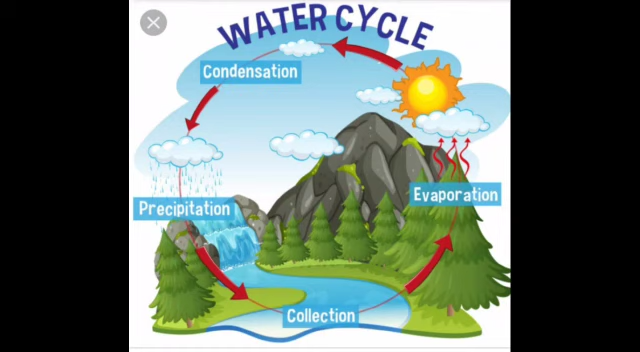 WATER CYCLE
Condensation
Precipitation
Evaporation
Collection